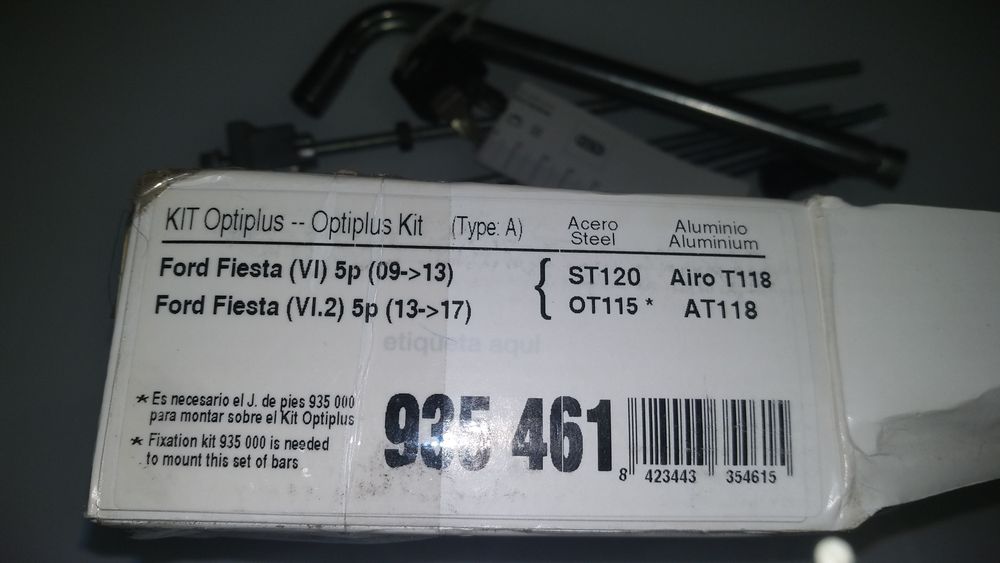 KIT Optiplus -- Optiplus Kit (Type: A) Acero Aluminio
Steel Aluminium
Ford Fiesta (VI) 5p (09->13) { ST120 Airo T118
Ford Fiesta (VI.2) 5p (13->17) OT115 * AT118
etiqueta aqui
* Es necesario el J. de pies 935 000
para montar sobre el Kit Optiplus
* Fixation kit 935 000 is needed
to mount this set of bars
935 461
8 423443 354615